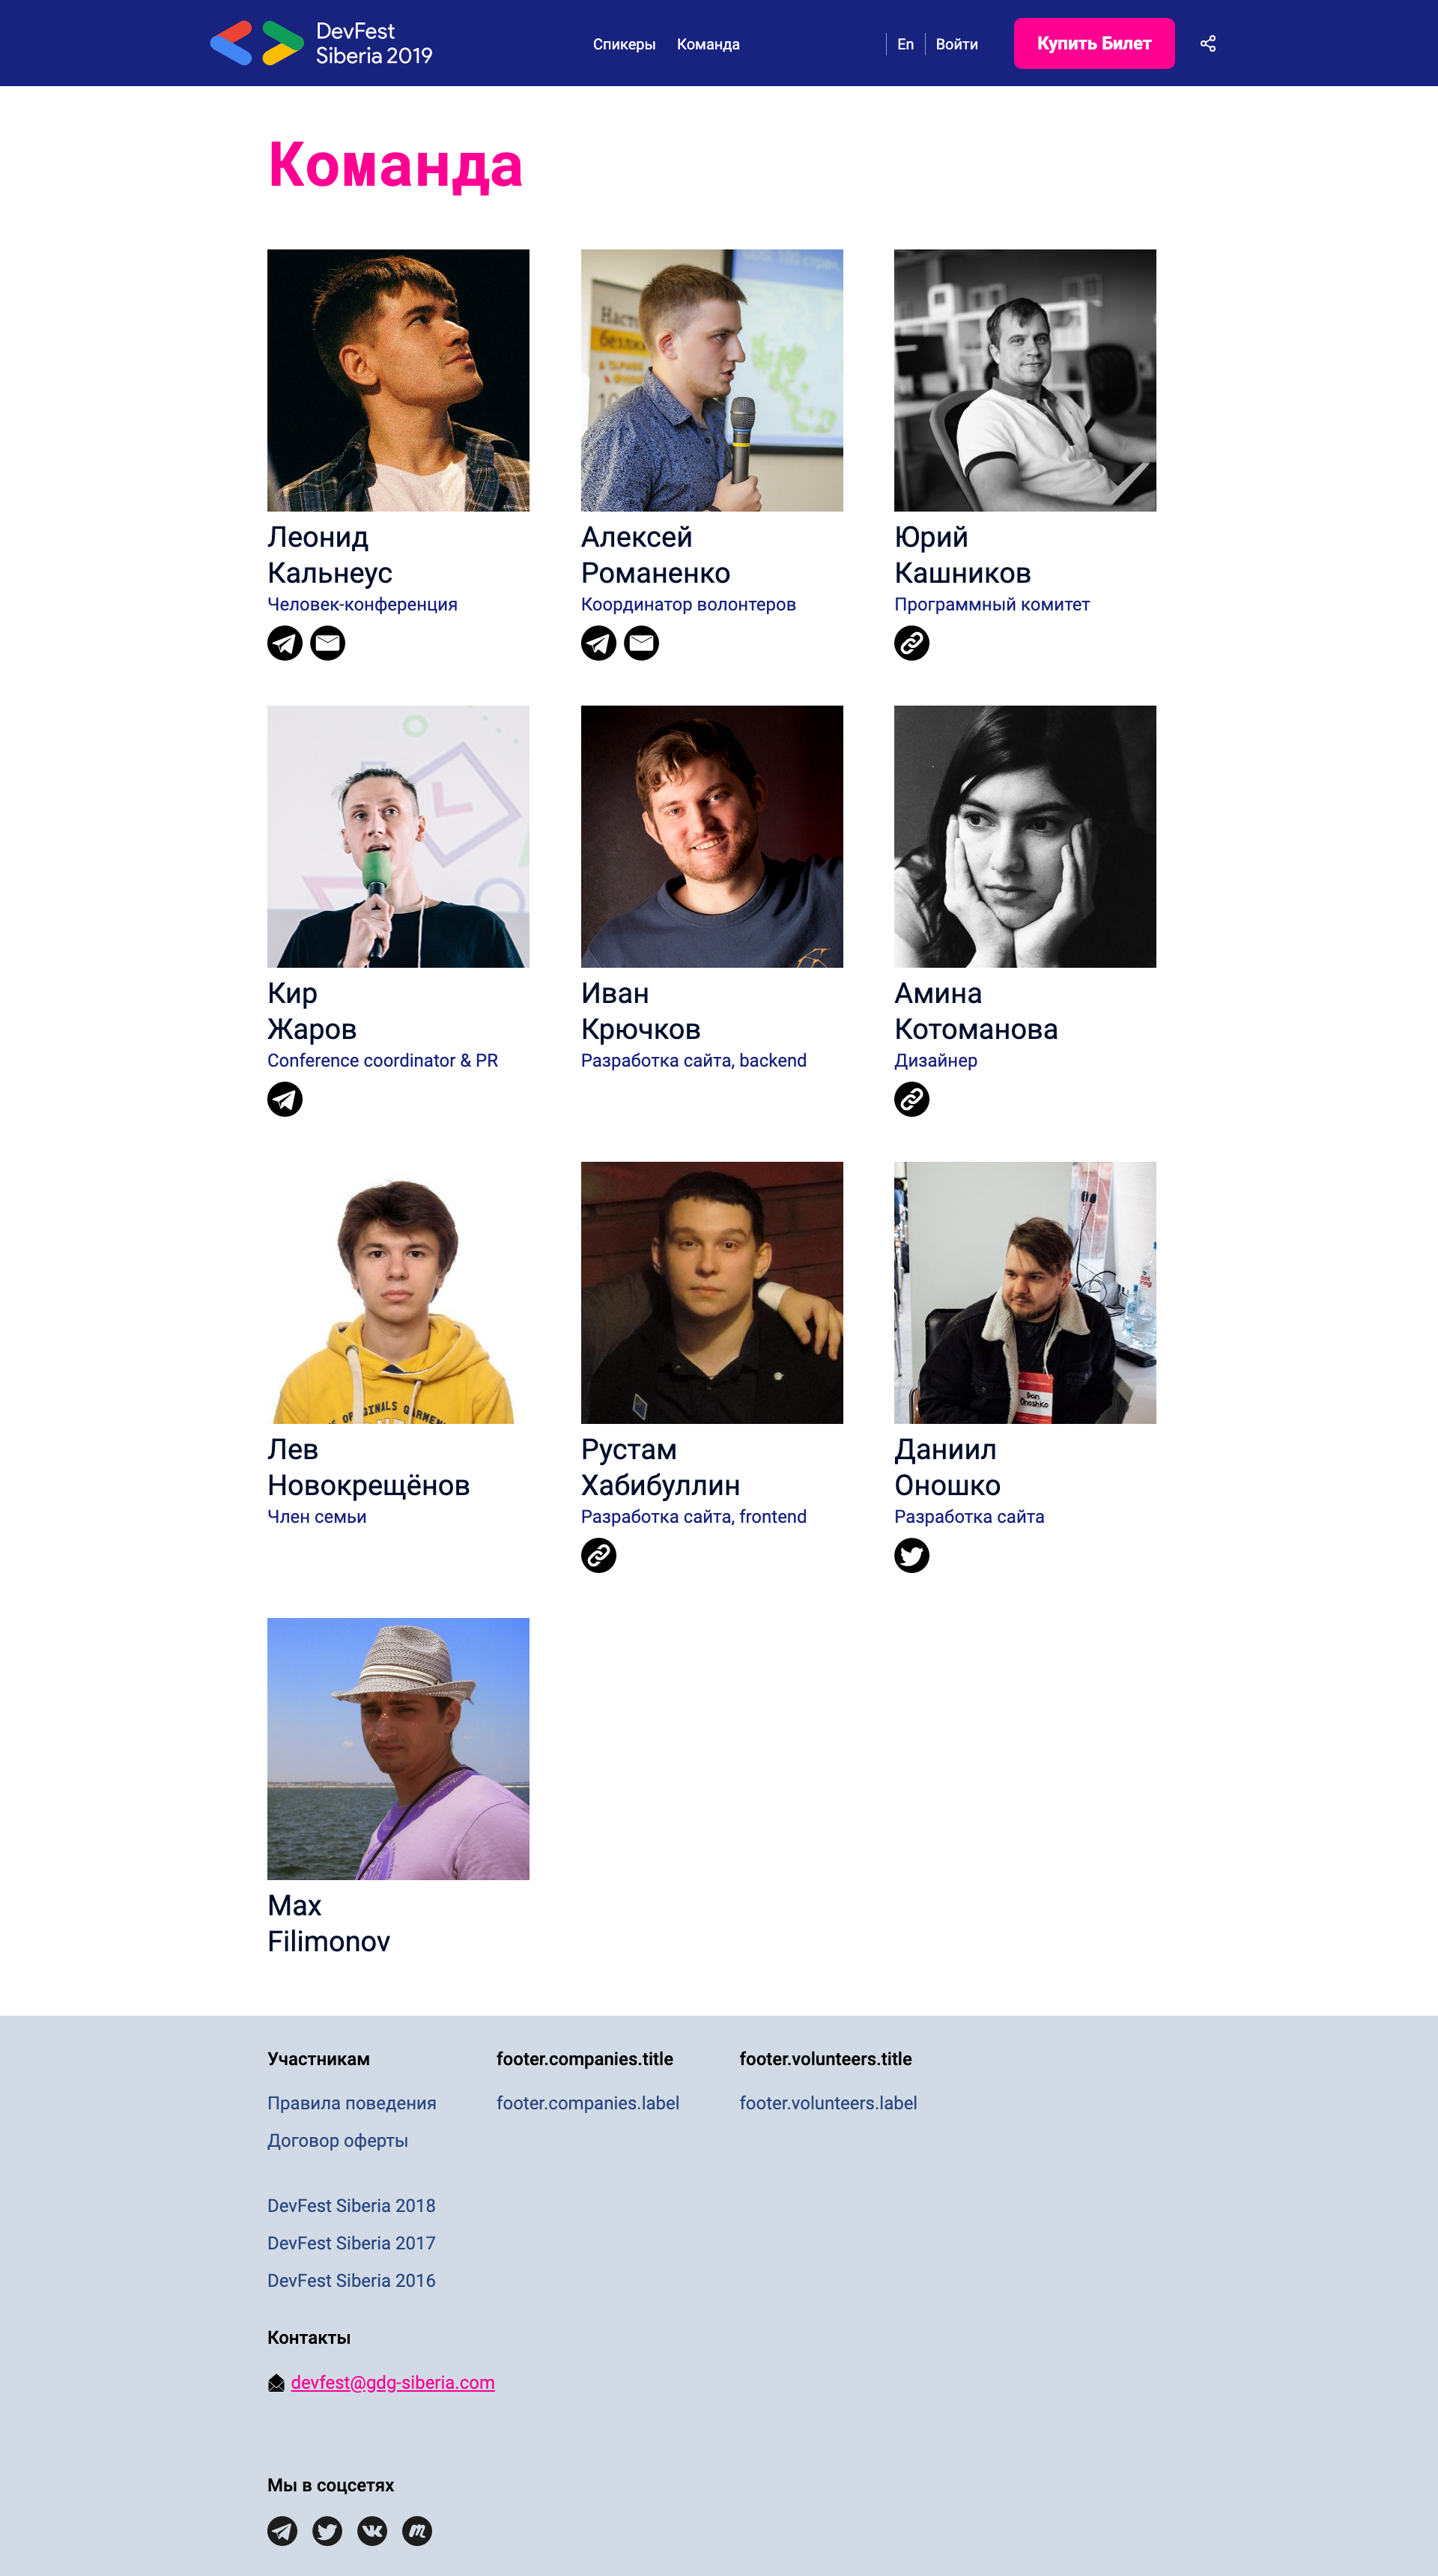 DevFest
Siberia 2019
Спикеры
Команда
En
Войти
Купить Билет
Команда
Леонид
Кальнеус
Человек-конференция
Алексей
Романенко
Координатор волонтеров
Юрий
Кашников
Программный комитет
Кир
Жаров
Conference coordinator & PR
Иван
Крючков
Разработка сайта, backend
Амина
Котоманова
Дизайнер
Dan
Onoshko
Лев
Новокрещёнов
Член семьи
Рустам
Хабибуллин
Разработка сайта, frontend
Даниил
Оношко
Разработка сайта
Max
Filimonov
Участникам
Правила поведения
Договор оферты
footer.companies.title
footer.companies.label
footer.volunteers.title
footer.volunteers.label
DevFest Siberia 2018
DevFest Siberia 2017
DevFest Siberia 2016
Контакты
devfest@gdg-siberia.com
Мы в соцсетях